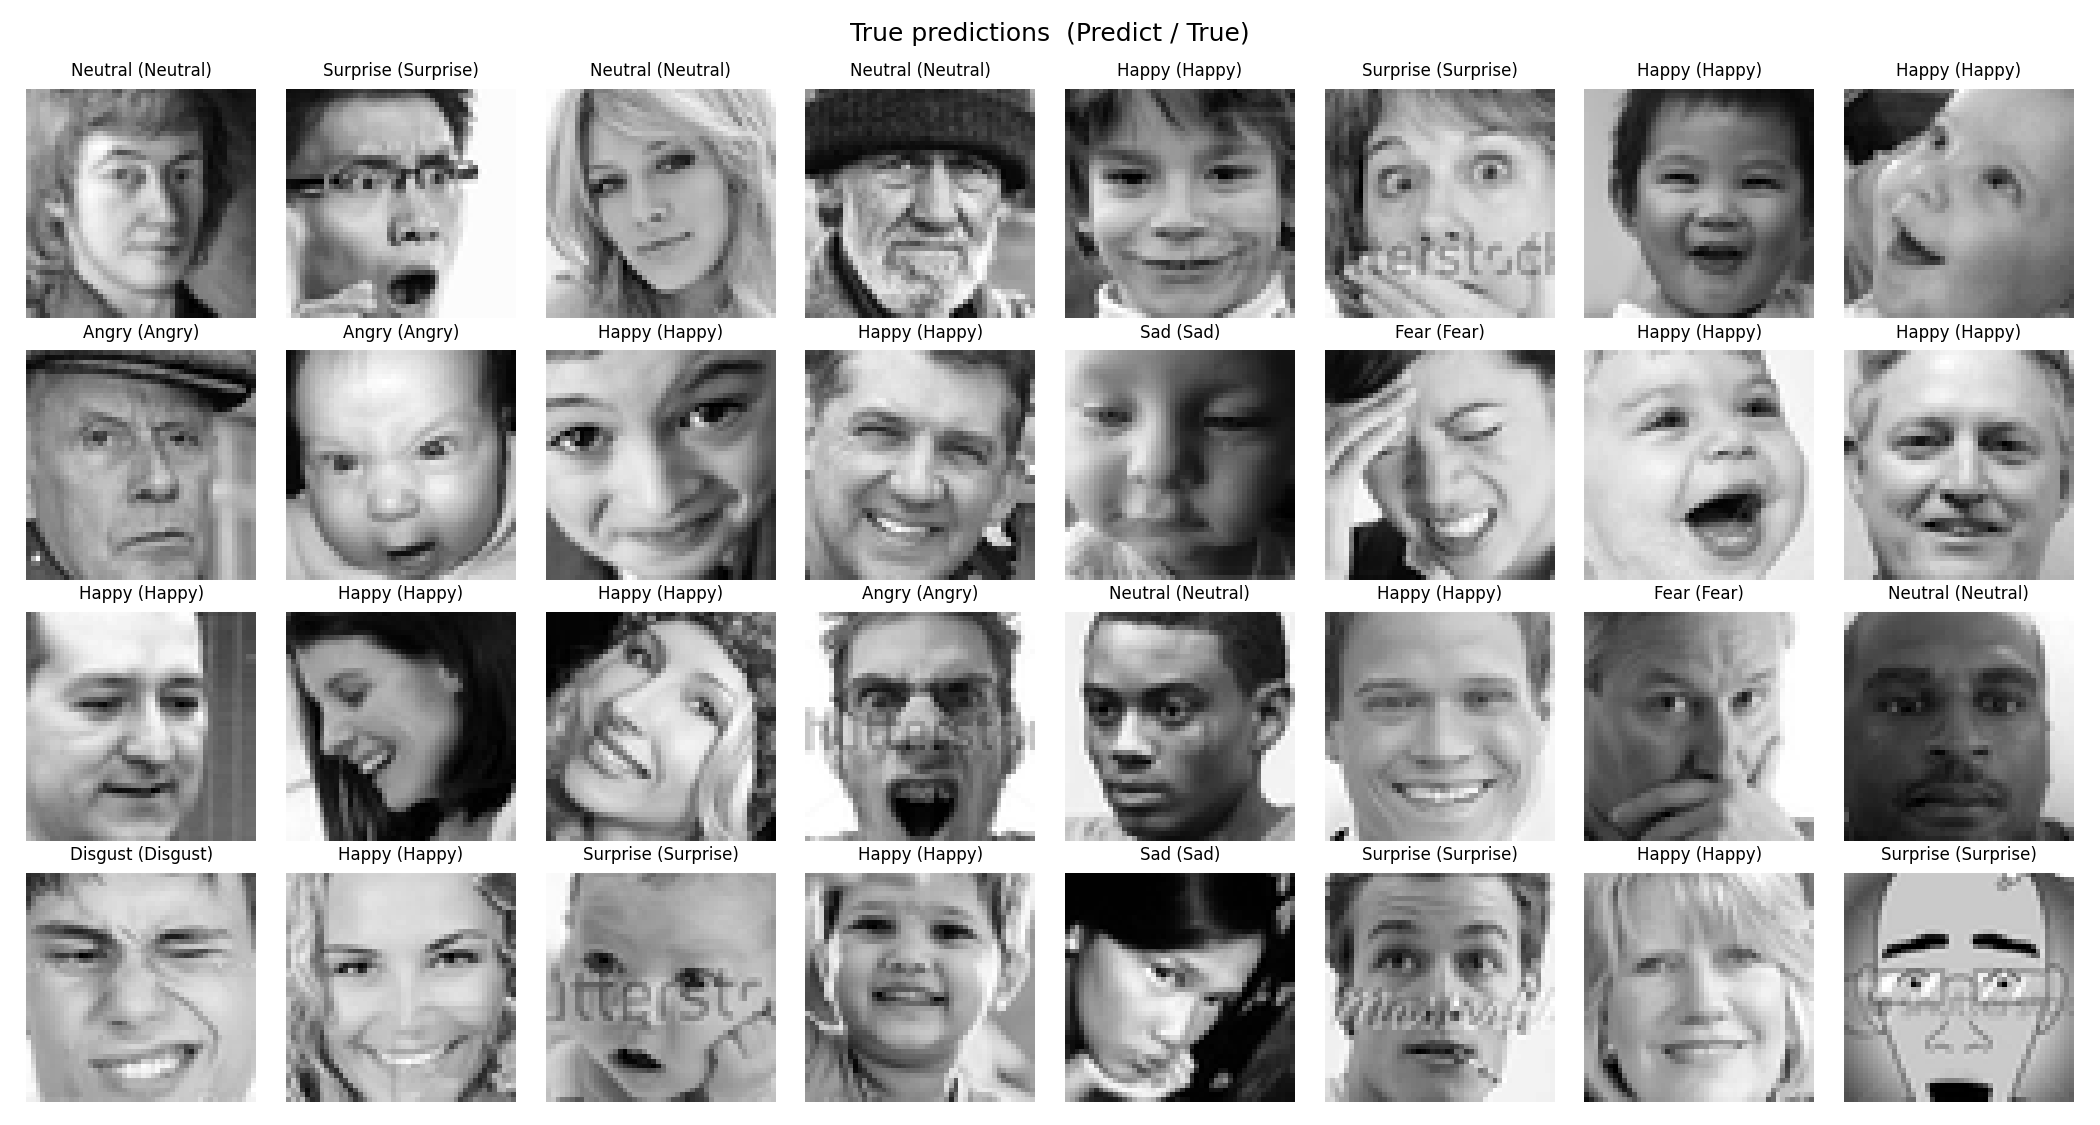 True predictions  (Predict / True)
Neutral (Neutral)
Surprise (Surprise)
Neutral (Neutral)
Neutral (Neutral)
Happy (Happy)
Surprise (Surprise)
Happy (Happy)
Happy (Happy)
tterstock
Angry (Angry)
Angry (Angry)
Happy (Happy)
Happy (Happy)
Sad (Sad)
Fear (Fear)
Happy (Happy)
Happy (Happy)
Happy (Happy)
Happy (Happy)
Happy (Happy)
Angry (Angry)
Neutral (Neutral)
Happy (Happy)
Fear (Fear)
Neutral (Neutral)
Disgust (Disgust)
Happy (Happy)
Surprise (Surprise)
Happy (Happy)
Sad (Sad)
Surprise (Surprise)
Happy (Happy)
Surprise (Surprise)
utterstc